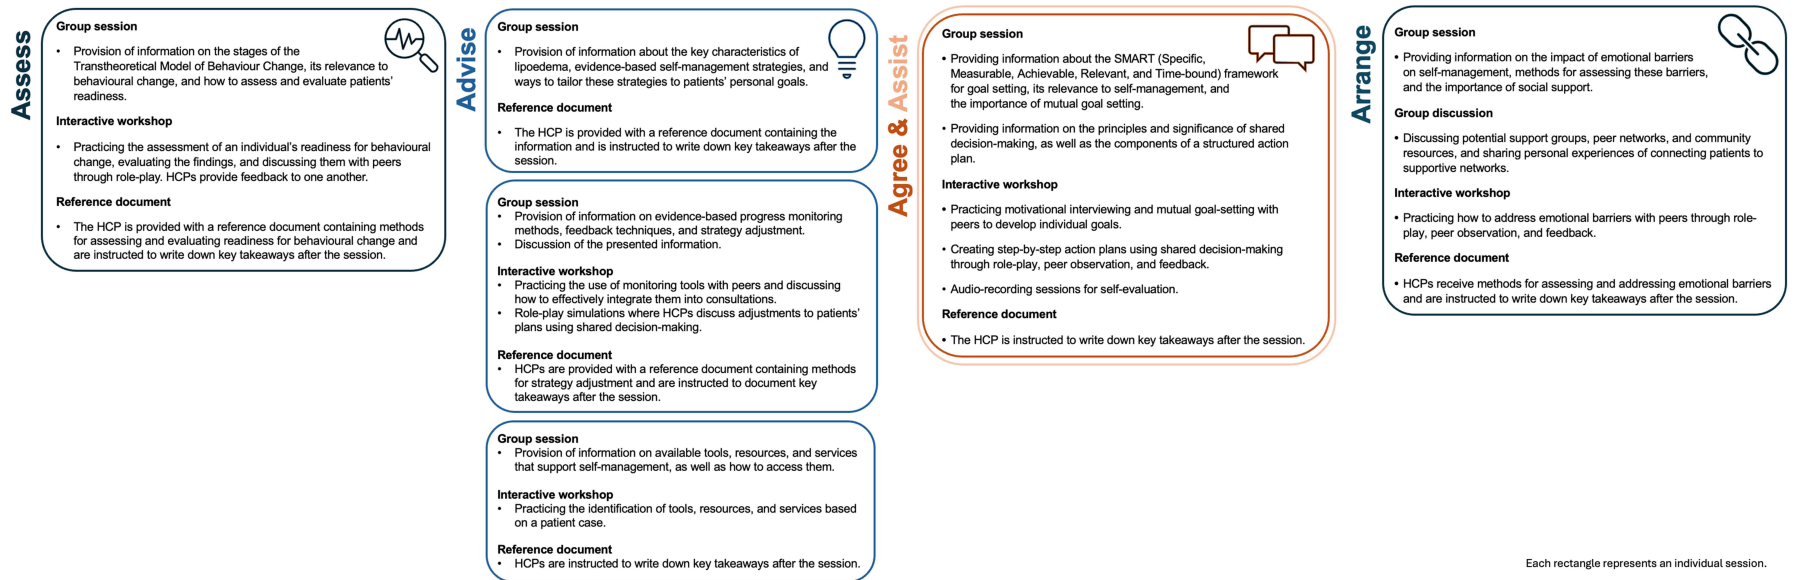 Assess
Group session
• Provision of information on the stages of the
Transtheoretical Model of Behaviour Change, its relevance to
behavioural change, and how to assess and evaluate patients’
readiness.
Interactive workshop
• Practicing the assessment of an individual’s readiness for behavioural
change, evaluating the findings, and discussing them with peers
through role-play. HCPs provide feedback to one another.
Reference document
• The HCP is provided with a reference document containing methods
for assessing and evaluating readiness for behavioural change and
are instructed to write down key takeaways after the session.
Advise
Group session
• Provision of information about the key characteristics of
lipoedema, evidence-based self-management strategies, and
ways to tailor these strategies to patients’ personal goals.
Reference document
• The HCP is provided with a reference document containing the
information and is instructed to write down key takeaways after the
session.
Group session
• Provision of information on evidence-based progress monitoring
methods, feedback techniques, and strategy adjustment.
• Discussion of the presented information.
Interactive workshop
• Practicing the use of monitoring tools with peers and discussing
how to effectively integrate them into consultations.
• Role-play simulations where HCPs discuss adjustments to patients’
plans using shared decision-making.
Reference document
• HCPs are provided with a reference document containing methods
for strategy adjustment and are instructed to document key
takeaways after the session.
Group session
• Provision of information on available tools, resources, and services
that support self-management, as well as how to access them.
Interactive workshop
• Practicing the identification of tools, resources, and services based
on a patient case.
Reference document
• HCPs are instructed to write down key takeaways after the session.
Agree & Assist
Group session
• Providing information about the SMART (Specific,
Measurable, Achievable, Relevant, and Time-bound) framework
for goal setting, its relevance to self-management, and
the importance of mutual goal setting.
• Providing information on the principles and significance of shared
decision-making, as well as the components of a structured action
plan.
Interactive workshop
• Practicing motivational interviewing and mutual goal-setting with
peers to develop individual goals.
• Creating step-by-step action plans using shared decision-making
through role-play, peer observation, and feedback.
• Audio-recording sessions for self-evaluation.
Reference document
• The HCP is instructed to write down key takeaways after the session.
Arrange
Group session
• Providing information on the impact of emotional barriers
on self-management, methods for assessing these barriers,
and the importance of social support.
Group discussion
• Discussing potential support groups, peer networks, and community
resources, and sharing personal experiences of connecting patients to
supportive networks.
Interactive workshop
• Practicing how to address emotional barriers with peers through role-
play, peer observation, and feedback.
Reference document
• HCPs receive methods for assessing and addressing emotional barriers
and are instructed to write down key takeaways after the session.
Each rectangle represents an individual session.